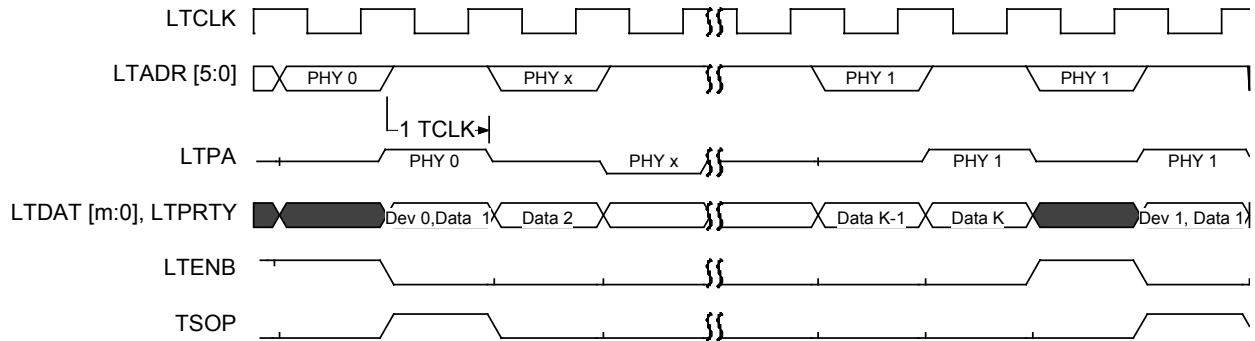 LTCLK
LTADR [5:0] PHY 0 PHY x PHY 1 PHY 1
1 TCLK
LTPA PHY 0 PHY x PHY 1 PHY 1
LTDAT [m:0], LTPRTY Dev 0,Data 1 Data 2 Data K-1 Data K Dev 1, Data 1
LTENB
TSOP